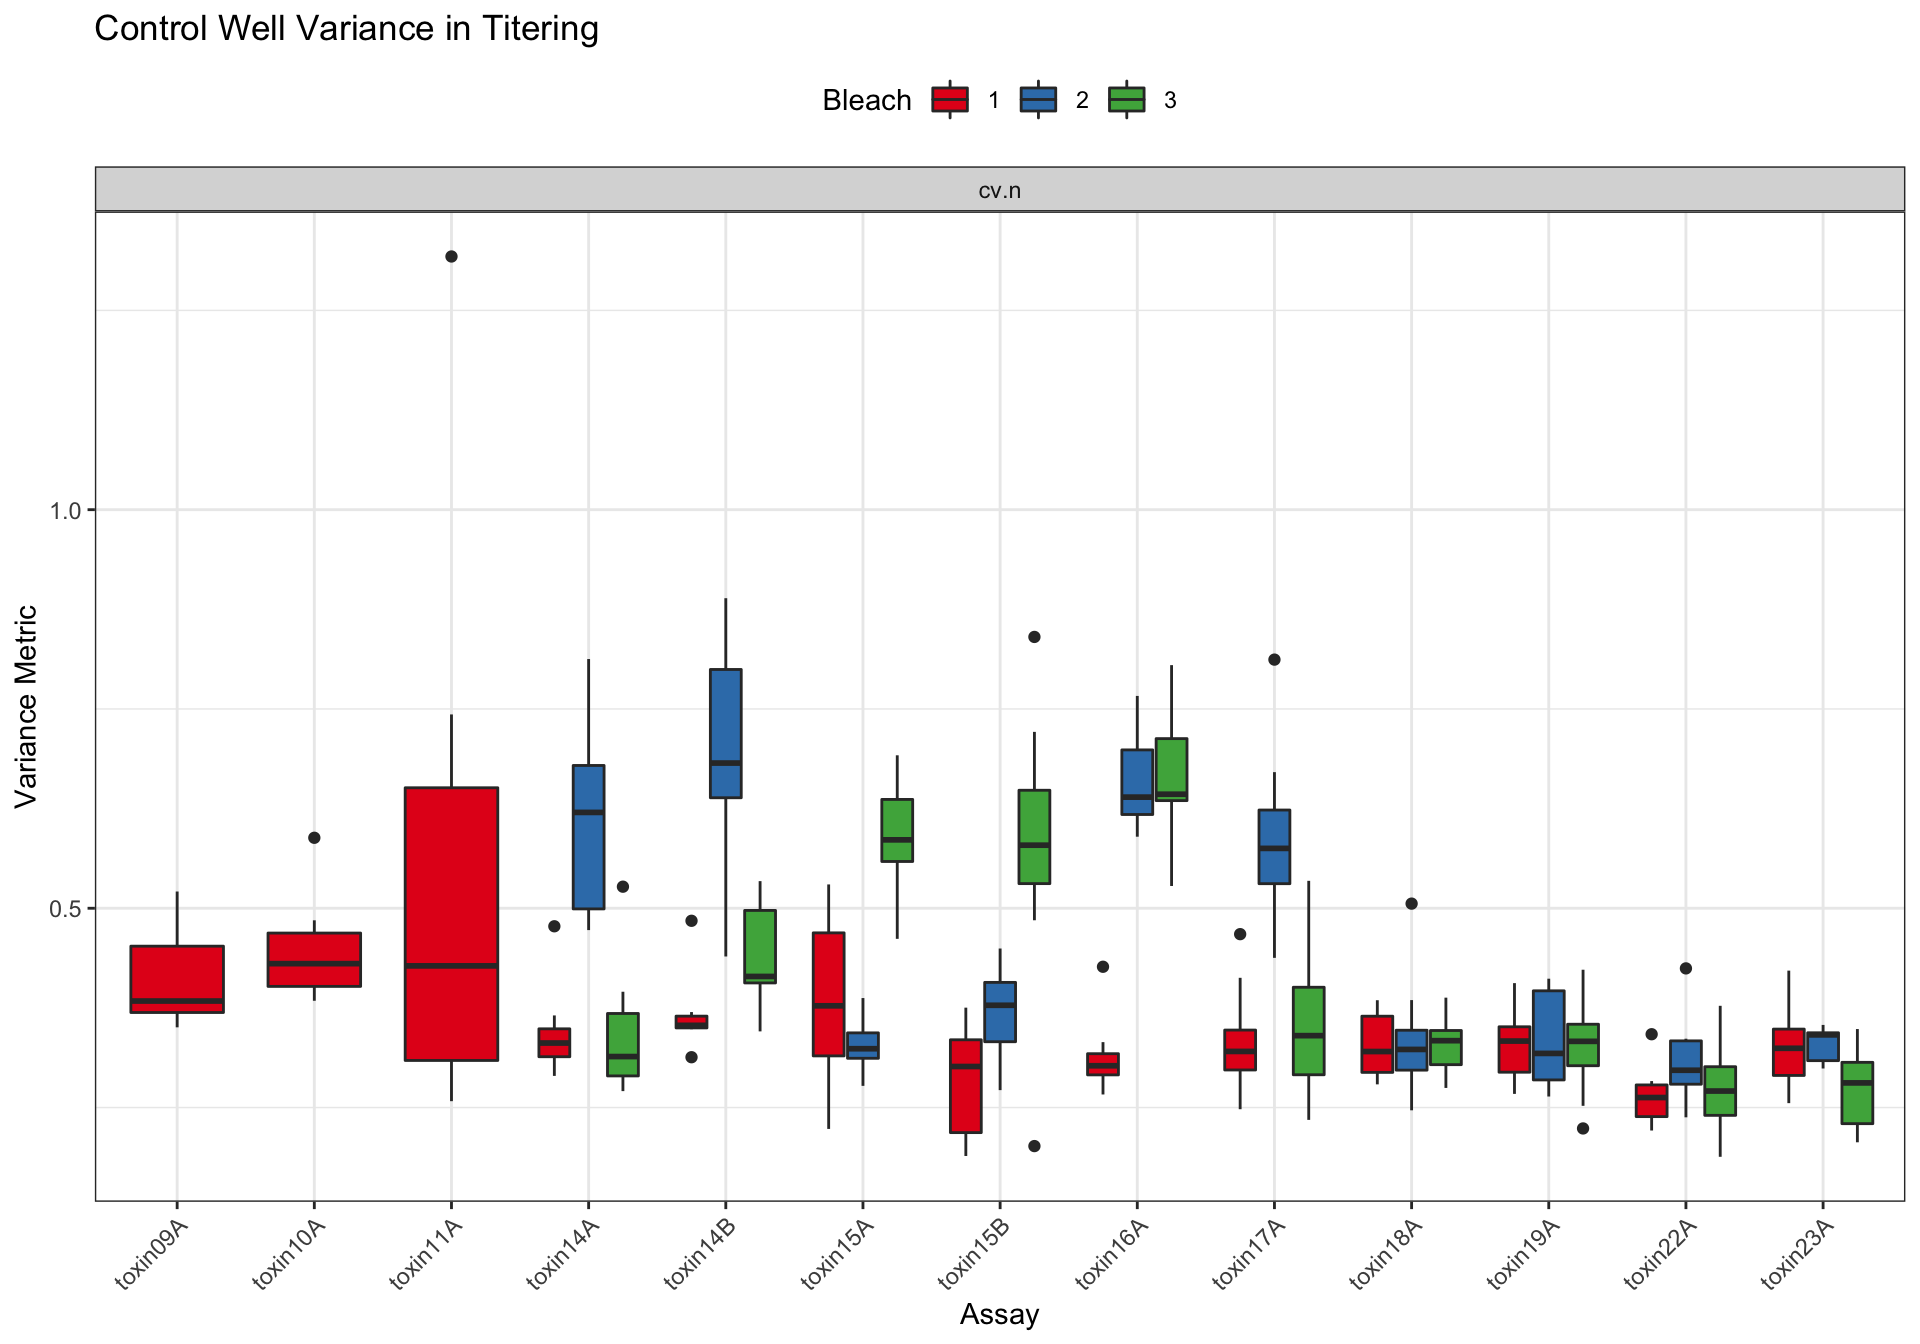 Control Well Variance in Titering
Bleach 1 2 3
cv.n
1.0
0.5
Variance Metric
toxin09A toxin10A toxin11A toxin14A toxin14B toxin15A toxin15B toxin16A toxin17A toxin18A toxin19A toxin22A toxin23A
Assay